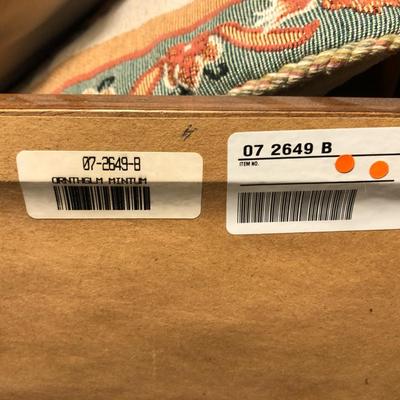 07-2649-B
ORNTHGLM MINTUM
07 2649 B
ITEM NO.